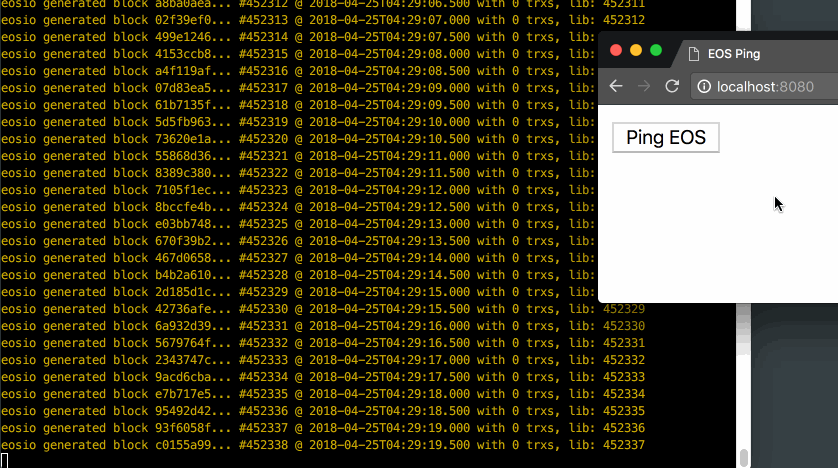 eosio generated block a8ba0aea... #452312 @ 2018-04-25T04:29:06.500 with 0 trxs, lib: 452311
eosio generated block 02f39ef0... #452313 @ 2018-04-25T04:29:07.000 with 0 trxs, lib: 452312
eosio generated block 499e1246... #452314 @ 2018-04-25T04:29:07.500 with 0 trxs, lib:
eosio generated block 4153ccb8... #452315 @ 2018-04-25T04:29:08.000 with 0 trxs, lib:
eosio generated block a4f119af... #452316 @ 2018-04-25T04:29:08.500 with 0 trxs, lib:
eosio generated block 07d83ea5... #452317 @ 2018-04-25T04:29:09.000 with 0 trxs, lib:
eosio generated block 61b7135f... #452318 @ 2018-04-25T04:29:09.500 with 0 trxs, lib:
eosio generated block 5d5fb963... #452319 @ 2018-04-25T04:29:10.000 with 0 trxs, lib:
eosio generated block 73620e1a... #452320 @ 2018-04-25T04:29:10.500 with 0 trxs, lib:
eosio generated block 55868d36... #452321 @ 2018-04-25T04:29:11.000 with 0 trxs, lib:
eosio generated block 8389c380... #452322 @ 2018-04-25T04:29:11.500 with 0 trxs, lib:
eosio generated block 7105f1ec... #452323 @ 2018-04-25T04:29:12.000 with 0 trxs, lib:
eosio generated block 8bccfe4b... #452324 @ 2018-04-25T04:29:12.500 with 0 trxs, lib:
eosio generated block e03bb748... #452325 @ 2018-04-25T04:29:13.000 with 0 trxs, lib:
eosio generated block 670f39b2... #452326 @ 2018-04-25T04:29:13.500 with 0 trxs, lib:
eosio generated block 467d0658... #452327 @ 2018-04-25T04:29:14.000 with 0 trxs, lib:
eosio generated block b4b2a610... #452328 @ 2018-04-25T04:29:14.500 with 0 trxs, lib:
eosio generated block 2d185d1c... #452329 @ 2018-04-25T04:29:15.000 with 0 trxs, lib:
eosio generated block 42736afe... #452330 @ 2018-04-25T04:29:15.500 with 0 trxs, lib: 452329
eosio generated block 6a932d39... #452331 @ 2018-04-25T04:29:16.000 with 0 trxs, lib: 452330
eosio generated block 5679764f... #452332 @ 2018-04-25T04:29:16.500 with 0 trxs, lib: 452331
eosio generated block 2343747c... #452333 @ 2018-04-25T04:29:17.000 with 0 trxs, lib: 452332
eosio generated block 9acd6cba... #452334 @ 2018-04-25T04:29:17.500 with 0 trxs, lib: 452333
eosio generated block e7b717e5... #452335 @ 2018-04-25T04:29:18.000 with 0 trxs, lib: 452334
eosio generated block 95492d42... #452336 @ 2018-04-25T04:29:18.500 with 0 trxs, lib: 452335
eosio generated block 93f6058f... #452337 @ 2018-04-25T04:29:19.000 with 0 trxs, lib: 452336
eosio generated block c0155a99... #452338 @ 2018-04-25T04:29:19.500 with 0 trxs, lib: 452337
EOS Ping
localhost:8080
Ping EOS